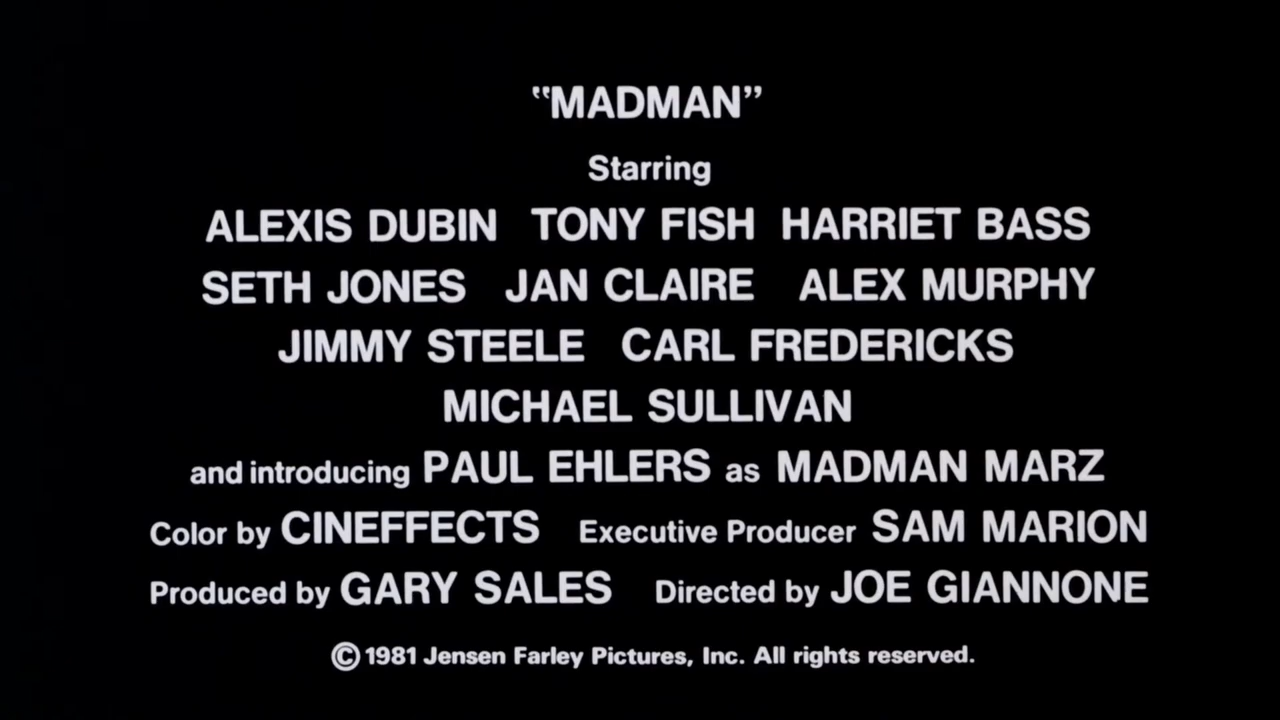 "MADMAN"
Starring
ALEXIS DUBIN TONY FISH HARRIET BASS
SETH JONES JAN CLAIRE ALEX MURPHY
JIMMY STEELE CARL FREDERICKS
MICHAEL SULLIVAN
and introducing PAUL EHLERS as MADMAN MARZ
Color by CINEFFECTS Executive Producer SAM MARION
Produced by GARY SALES Directed by JOE GIANNONE
© 1981 Jensen Farley Pictures, Inc. All rights reserved.